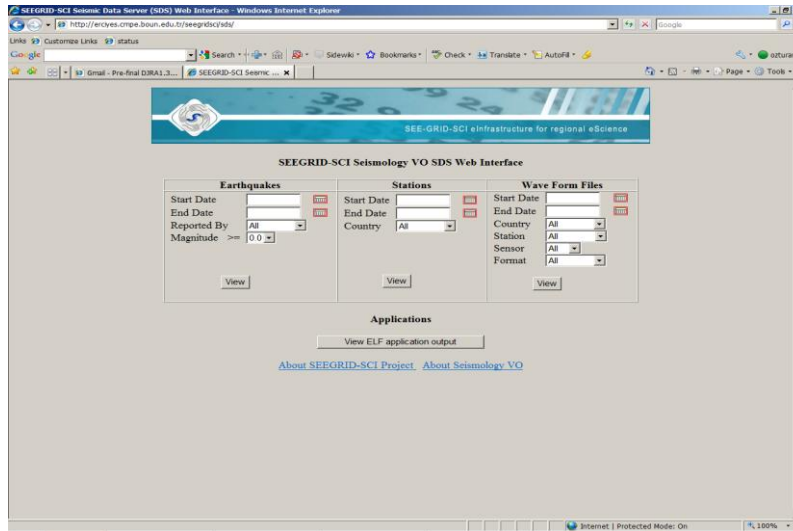 SEEGRID-SCI Seismic Data Server (SDS) Web Interface - Windows Internet Explorer
http://erciyes.cmpe.boun.edu.tr/seegridsci/sds/
Google
Links Customize Links status
Google Search Sidewiki Bookmarks Check Translate AutoFill ozturan
Gmail - Pre-final DJRA1.3... SEEGRID-SCI Seismic ... Page Tools
32 9 24
SEE-GRID-SCI eInfrastructure for regional eScience
SEEGRID-SCI Seismology VO SDS Web Interface
Earthquakes
Start Date
End Date
Reported By All
Magnitude >= 0.0
View
Stations
Start Date
End Date
Country All
View
Wave Form Files
Start Date
End Date
Country All
Station All
Sensor All
Format All
View
Applications
View ELF application output
About SEEGRID-SCI Project About Seismology VO
Internet | Protected Mode: On 100%